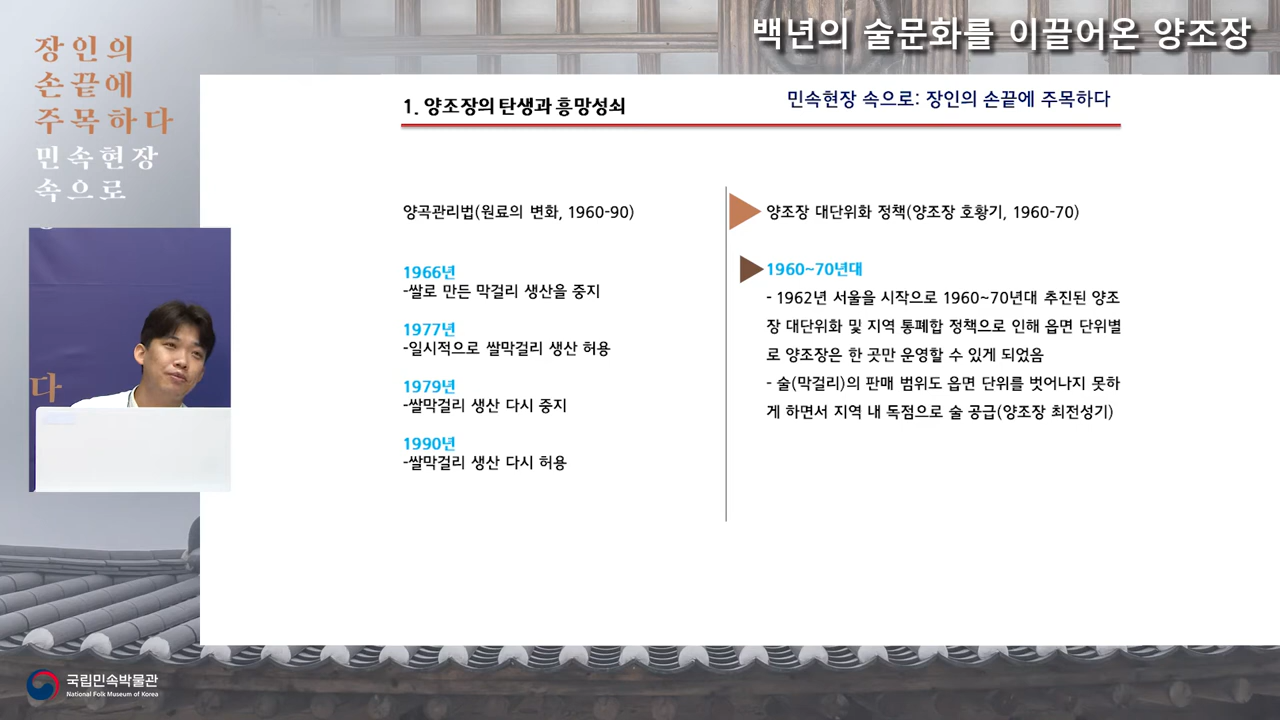 백년의 술문화를 이끌어온 양조장
장인의
손끝에
주목하다
민속현장
속으로
다
1. 양조장의 탄생과 흥망성쇠
민속현장 속으로: 장인의 손끝에 주목하다
양곡관리법(원료의 변화, 1960-90)
1966년
-쌀로 만든 막걸리 생산을 중지
1977년
-일시적으로 쌀막걸리 생산 허용
1979년
-쌀막걸리 생산 다시 중지
1990년
-쌀막걸리 생산 다시 허용
양조장 대단위화 정책(양조장 호황기, 1960-70)
1960~70년대
- 1962년 서울을 시작으로 1960~70년대 추진된 양조
장 대단위화 및 지역 통폐합 정책으로 인해 읍면 단위별
로 양조장은 한 곳만 운영할 수 있게 되었음
- 술(막걸리)의 판매 범위도 읍면 단위를 벗어나지 못하
게 하면서 지역 내 독점으로 술 공급(양조장 최전성기)
국립민속박물관
National Folk Museum of Korea